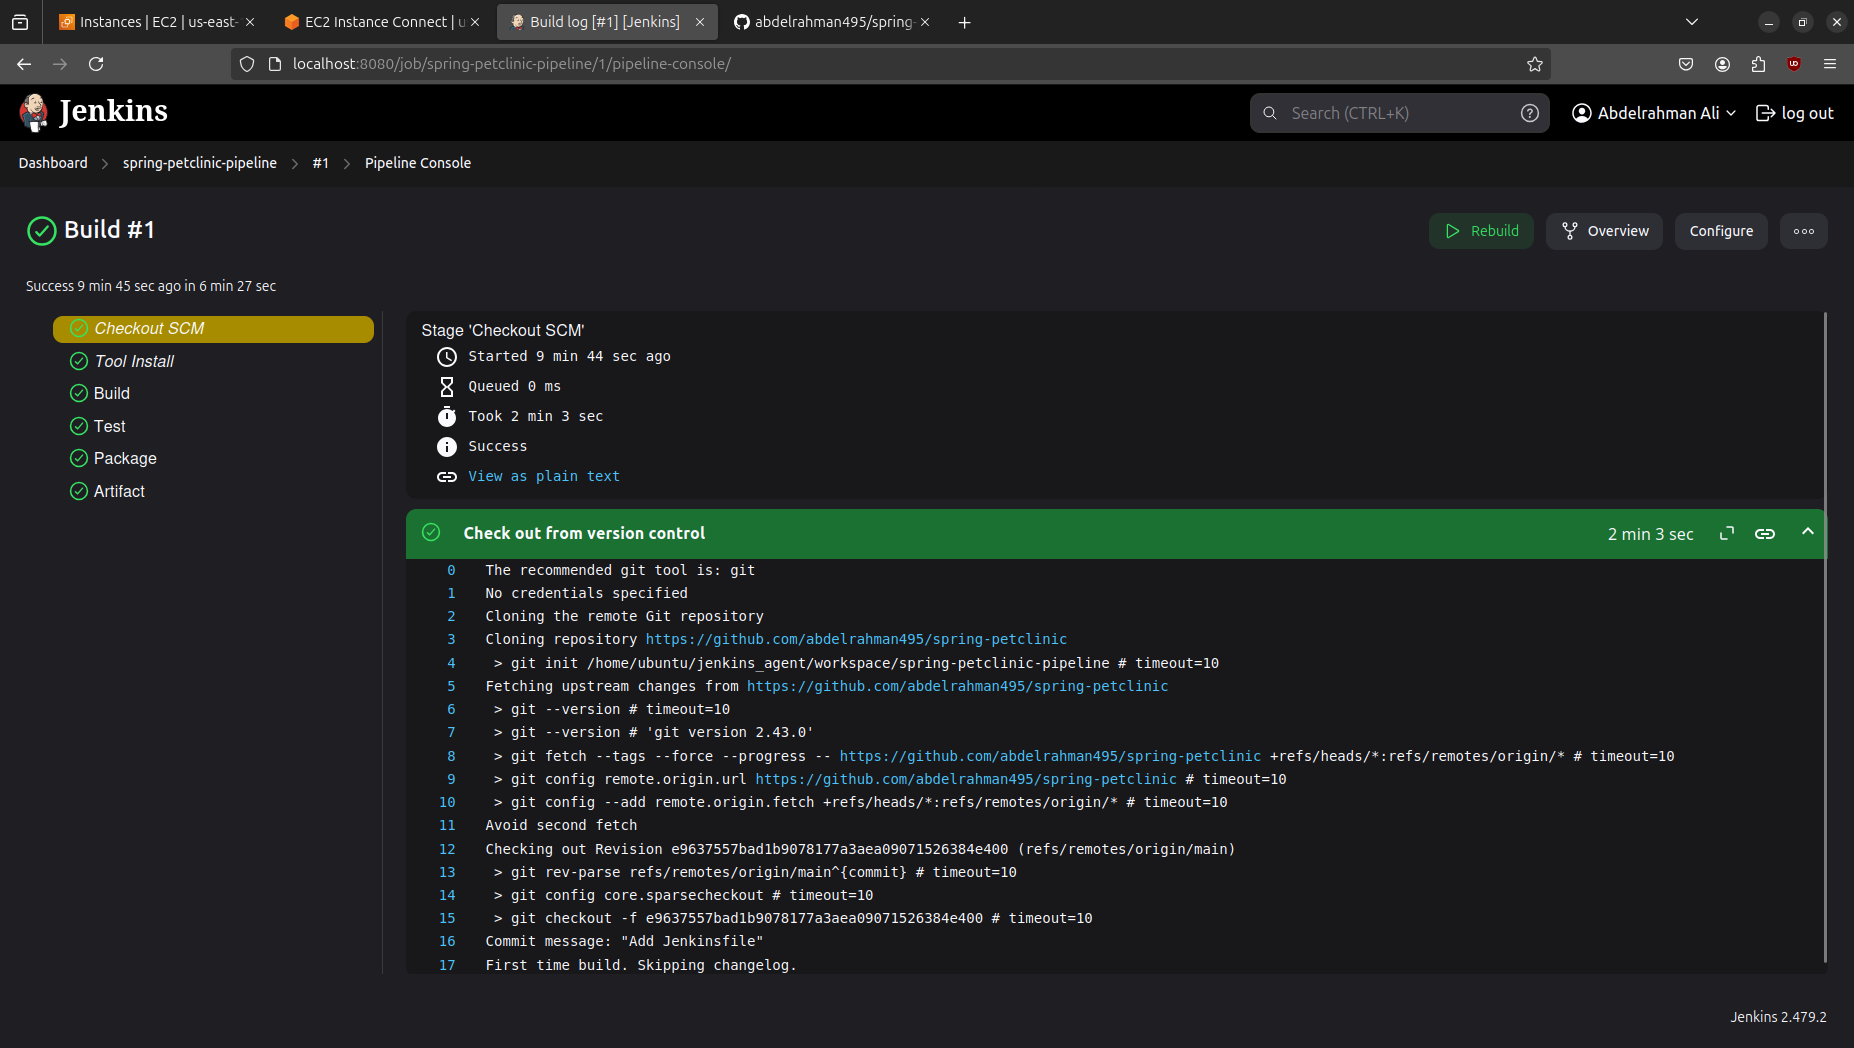 Instances | EC2 | us-east-
EC2 Instance Connect | u
Build log [#1] [Jenkins]
abdelrahman495/spring-
localhost:8080/job/spring-petclinic-pipeline/1/pipeline-console/
Jenkins
Search (CTRL+K)
Abdelrahman Ali
log out
Dashboard
spring-petclinic-pipeline
#1
Pipeline Console
Build #1
Rebuild
Overview
Configure
Success 9 min 45 sec ago in 6 min 27 sec
Checkout SCM
Tool Install
Build
Test
Package
Artifact
Stage 'Checkout SCM'
Started 9 min 44 sec ago
Queued 0 ms
Took 2 min 3 sec
Success
View as plain text
Check out from version control
2 min 3 sec
0 The recommended git tool is: git
1 No credentials specified
2 Cloning the remote Git repository
3 Cloning repository https://github.com/abdelrahman495/spring-petclinic
4 > git init /home/ubuntu/jenkins_agent/workspace/spring-petclinic-pipeline # timeout=10
5 Fetching upstream changes from https://github.com/abdelrahman495/spring-petclinic
6 > git --version # timeout=10
7 > git --version # 'git version 2.43.0'
8 > git fetch --tags --force --progress -- https://github.com/abdelrahman495/spring-petclinic +refs/heads/*:refs/remotes/origin/* # timeout=10
9 > git config remote.origin.url https://github.com/abdelrahman495/spring-petclinic # timeout=10
10 > git config --add remote.origin.fetch +refs/heads/*:refs/remotes/origin/* # timeout=10
11 Avoid second fetch
12 Checking out Revision e9637557bad1b9078177a3aea09071526384e400 (refs/remotes/origin/main)
13 > git rev-parse refs/remotes/origin/main^{commit} # timeout=10
14 > git config core.sparsecheckout # timeout=10
15 > git checkout -f e9637557bad1b9078177a3aea09071526384e400 # timeout=10
16 Commit message: "Add Jenkinsfile"
17 First time build. Skipping changelog.
Jenkins 2.479.2